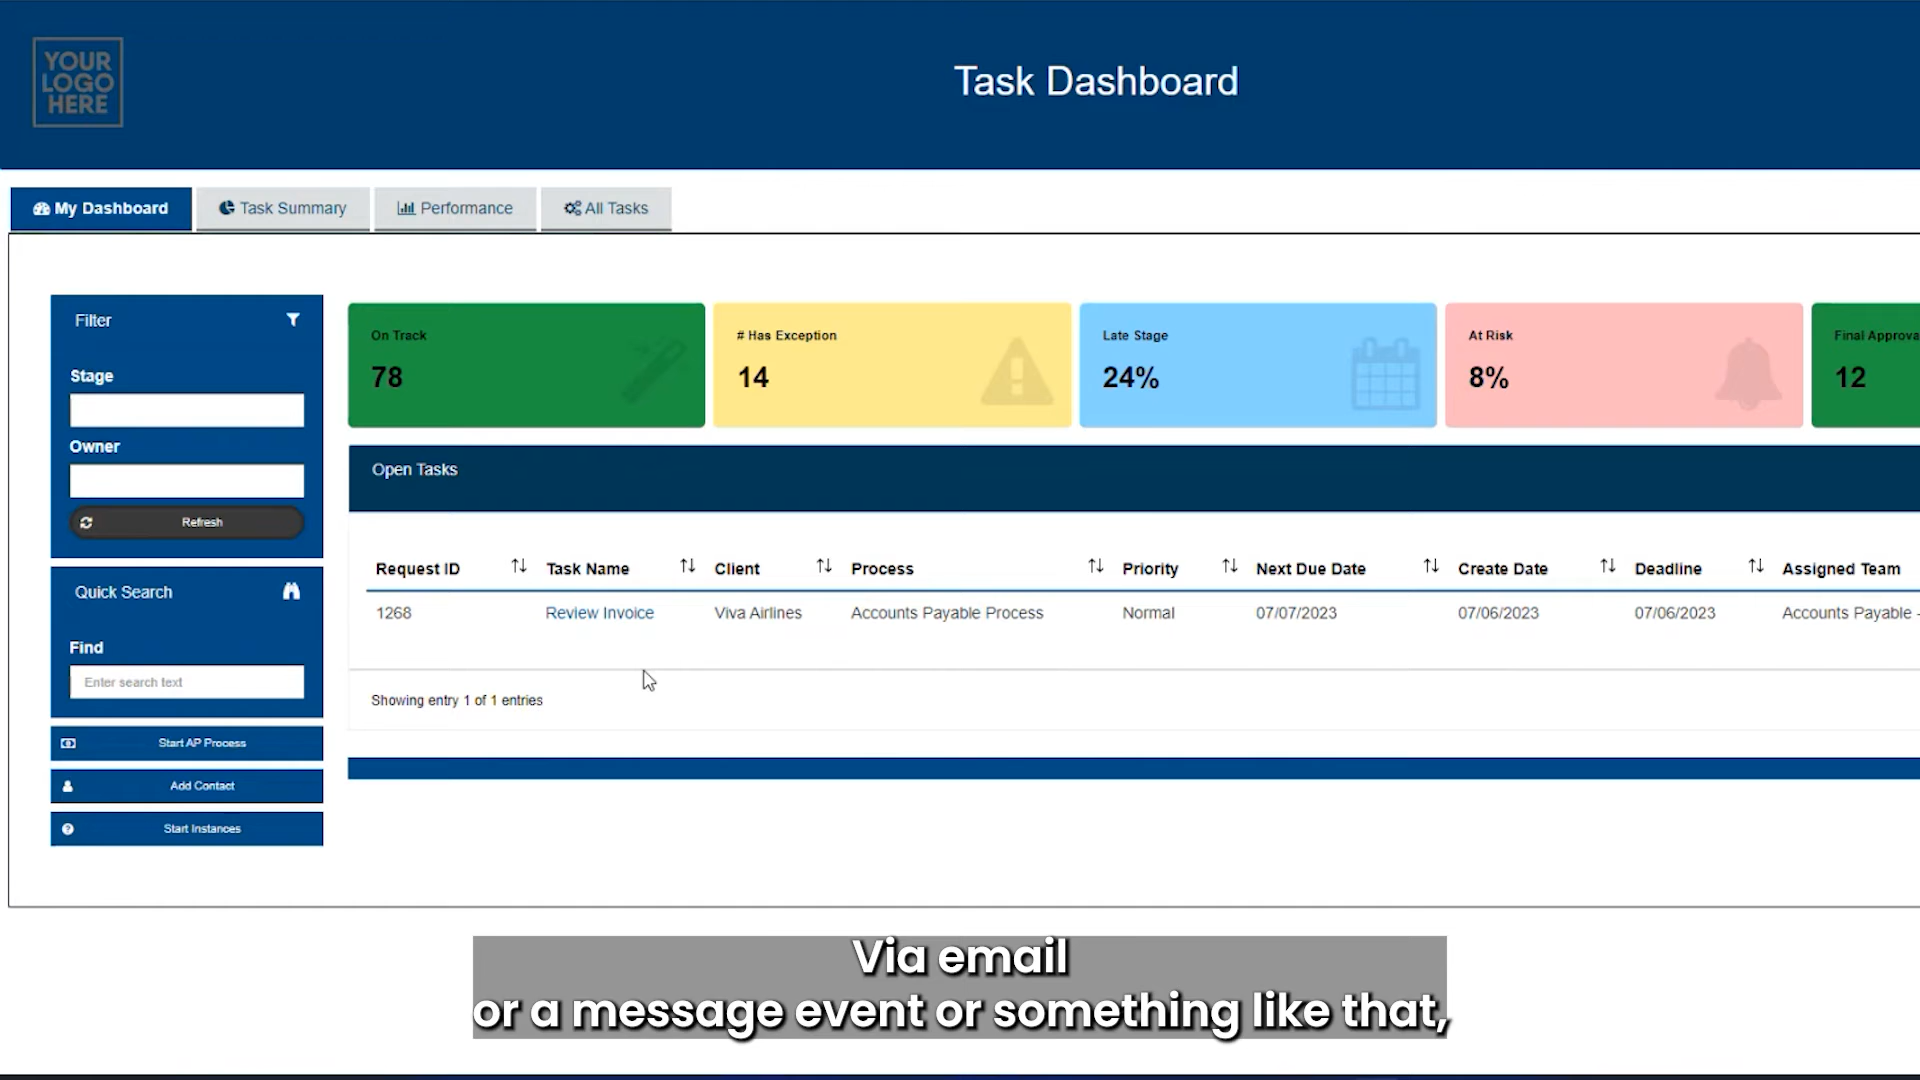 YOUR
LOGO
HERE
Task Dashboard
My Dashboard
Task Summary
Performance
All Tasks
Filter
Stage
Owner
Refresh
Quick Search
Find
Enter search text
Start AP Process
Add Contact
Start Instances
On Track
78
# Has Exception
14
Late Stage
24%
At Risk
8%
Final Approva
12
Open Tasks
Request ID Task Name Client Process Priority Next Due Date Create Date Deadline Assigned Team
1268 Review Invoice Viva Airlines Accounts Payable Process Normal 07/07/2023 07/06/2023 07/06/2023 Accounts Payable -
Showing entry 1 of 1 entries
Via email
or a message event or something like that,